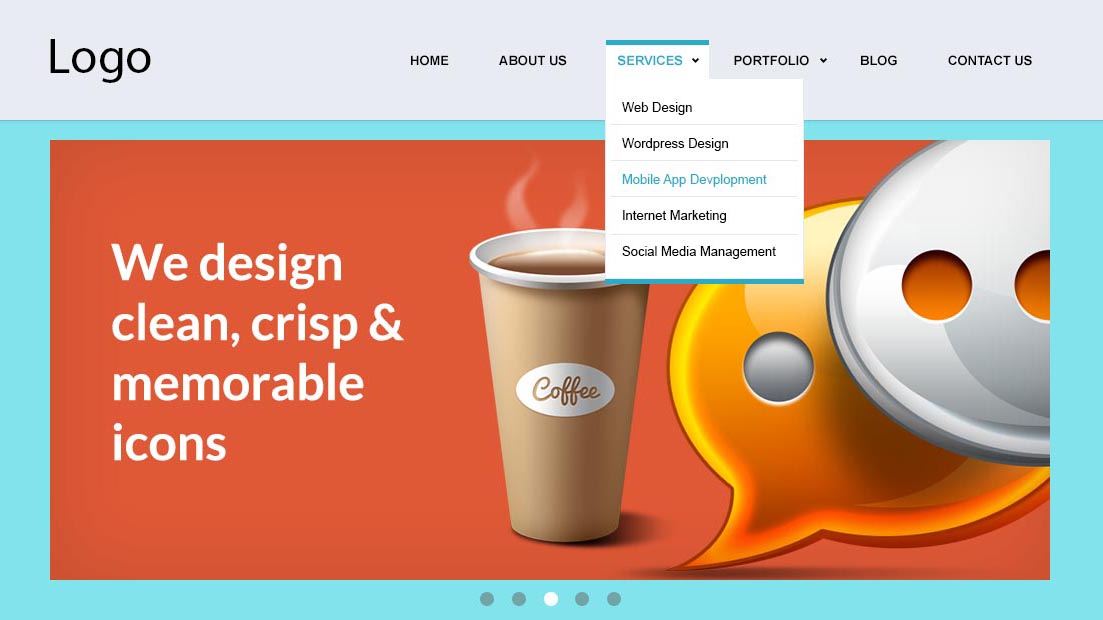 Logo
HOME ABOUT US SERVICES PORTFOLIO BLOG CONTACT US
Web Design
Wordpress Design
Mobile App Devplopment
Internet Marketing
Social Media Management
We design
clean, crisp &
memorable
icons
Coffee